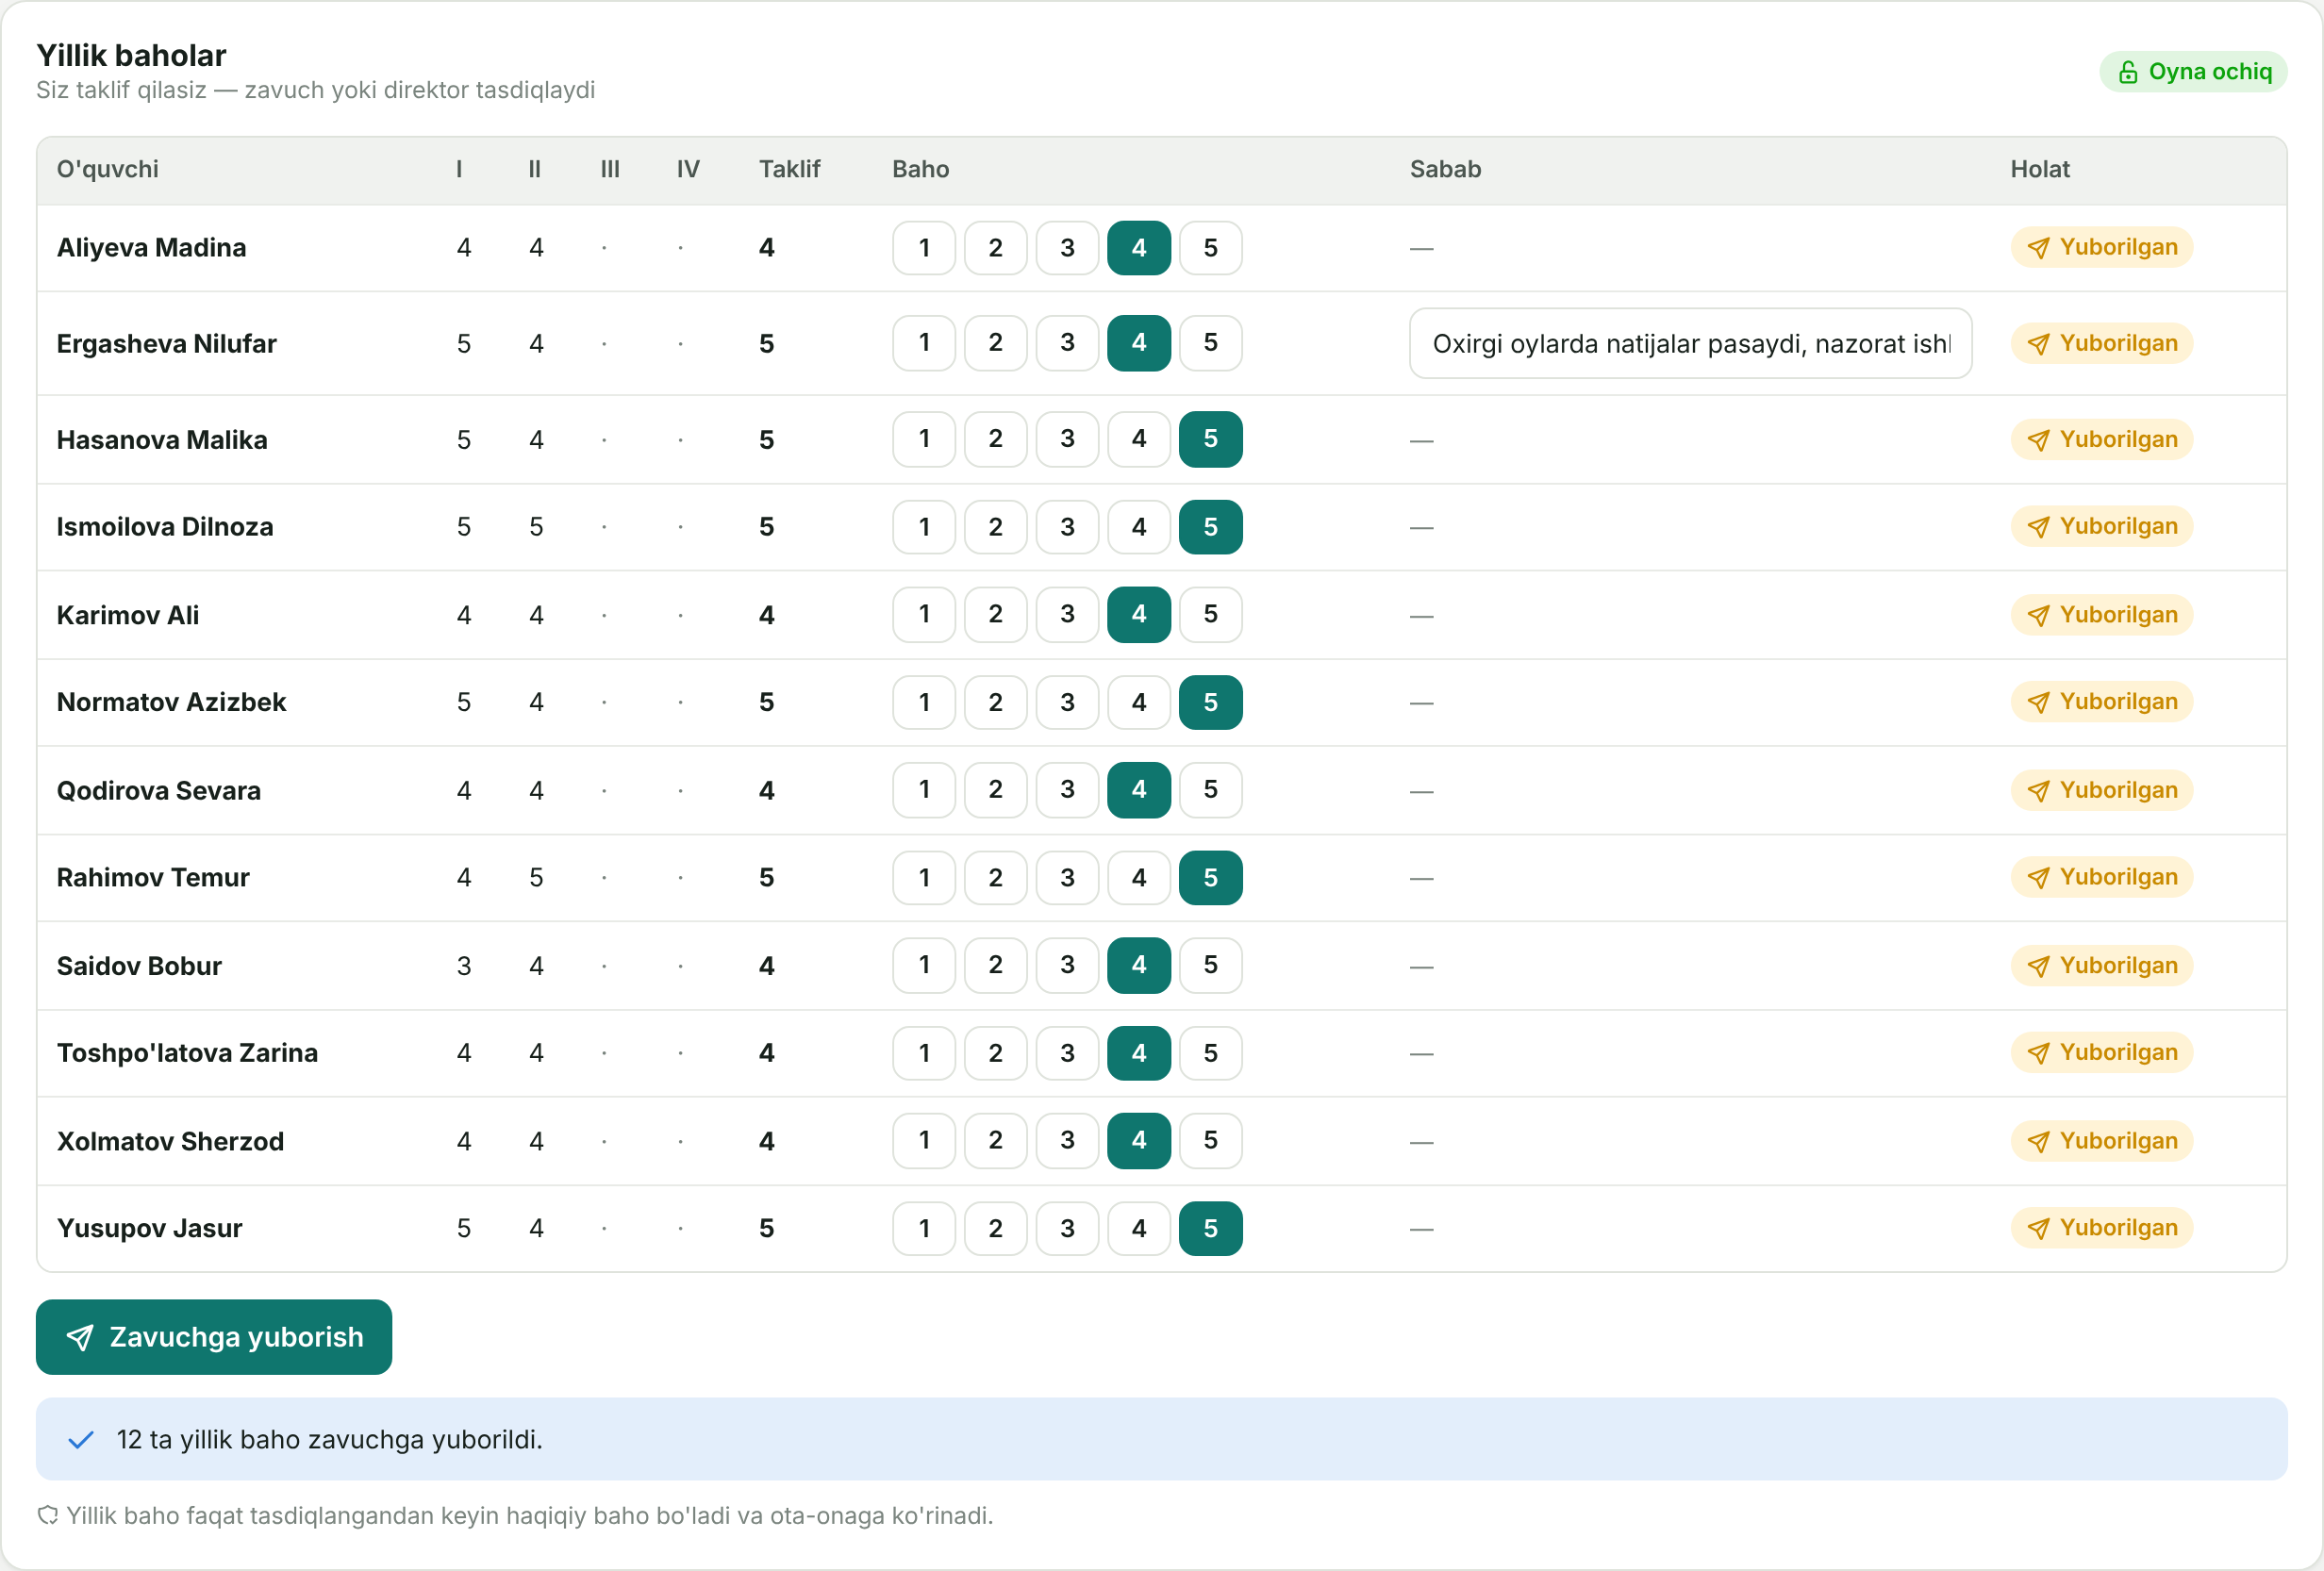 Yillik baholar
Siz taklif qilasiz — zavuch yoki direktor tasdiqlaydi
Oyna ochiq
O'quvchi I II III IV Taklif Baho Sabab Holat
Aliyeva Madina 4 4 · · 4 1 2 3 4 5 — Yuborilgan
Ergasheva Nilufar 5 4 · · 5 1 2 3 4 5 Oxirgi oylarda natijalar pasaydi, nazorat ishl Yuborilgan
Hasanova Malika 5 4 · · 5 1 2 3 4 5 — Yuborilgan
Ismoilova Dilnoza 5 5 · · 5 1 2 3 4 5 — Yuborilgan
Karimov Ali 4 4 · · 4 1 2 3 4 5 — Yuborilgan
Normatov Azizbek 5 4 · · 5 1 2 3 4 5 — Yuborilgan
Qodirova Sevara 4 4 · · 4 1 2 3 4 5 — Yuborilgan
Rahimov Temur 4 5 · · 5 1 2 3 4 5 — Yuborilgan
Saidov Bobur 3 4 · · 4 1 2 3 4 5 — Yuborilgan
Toshpo'latova Zarina 4 4 · · 4 1 2 3 4 5 — Yuborilgan
Xolmatov Sherzod 4 4 · · 4 1 2 3 4 5 — Yuborilgan
Yusupov Jasur 5 4 · · 5 1 2 3 4 5 — Yuborilgan
Zavuchga yuborish
12 ta yillik baho zavuchga yuborildi.
Yillik baho faqat tasdiqlangandan keyin haqiqiy baho bo'ladi va ota-onaga ko'rinadi.